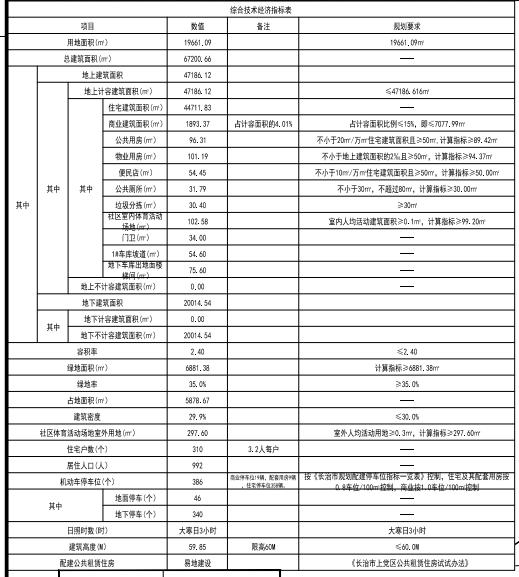 综合技术经济指标表
项目 数值 备注 规划要求
用地面积(㎡) 19661.09 19661.09㎡
总建筑面积(㎡) 67200.66 ——
其中 地上建筑面积 47186.12
其中 地上计容建筑面积(㎡) 47186.12 ≤47186.616㎡
其中 住宅建筑面积(㎡) 44711.83 ——
商业建筑面积(㎡) 1893.37 占计容面积的4.01% 占计容面积比例≤15%, 即≤7077.99㎡
公共用房(㎡) 96.31 不小于20㎡/万㎡住宅建筑面积且≥50㎡,计算指标≥89.42㎡
物业用房(㎡) 101.19 不小于地上建筑面积的2‰且≥50㎡, 计算指标≥94.37㎡
便民店(㎡) 54.45 不小于10㎡/万㎡住宅建筑面积且≥50㎡, 计算指标≥50.00㎡
公共厕所(㎡) 31.79 不小于30㎡, 不超过80㎡, 计算指标≥30.00㎡
垃圾分拣(㎡) 30.40 ≥30㎡
社区室内体育活动场地(㎡) 102.58 室内人均活动建筑面积≥0.1㎡, 计算指标≥99.20㎡
门卫(㎡) 34.00 ——
1#车库坡道(㎡) 54.60 ——
地下车库出地面楼梯间(㎡) 75.60 ——
地上不计容建筑面积(㎡) 0.00 ——
地下建筑面积 20014.54
其中 地下计容建筑面积(㎡) 0.00
地下不计容建筑面积(㎡) 20014.54
容积率 2.40 ≤2.40
绿地面积(㎡) 6881.38 计算指标≥6881.38㎡
绿地率 35.0% ≥35.0%
占地面积(㎡) 5878.67 ——
建筑密度 29.9% ≤30.0%
社区体育活动场地室外用地(㎡) 297.60 室外人均活动用地≥0.3㎡, 计算指标≥297.60㎡
住宅户数(个) 310 3.2人每户
居住人口(人) 992 ——
机动车停车位(个) 386 按《长治市规划配建停车位指标一览表》控制, 住宅及其配套用房按0.8车位/100㎡控制, 商业按1.0车位/100㎡控制
其中 地面停车(个) 46 ——
地下停车(个) 340 ——
日照时数(时) 大寒日3小时 大寒日3小时
建筑高度(M) 59.85 限高60M ≤60.0M
配建公共租赁住房 易地建设 《长治市上党区公共租赁住房试试办法》